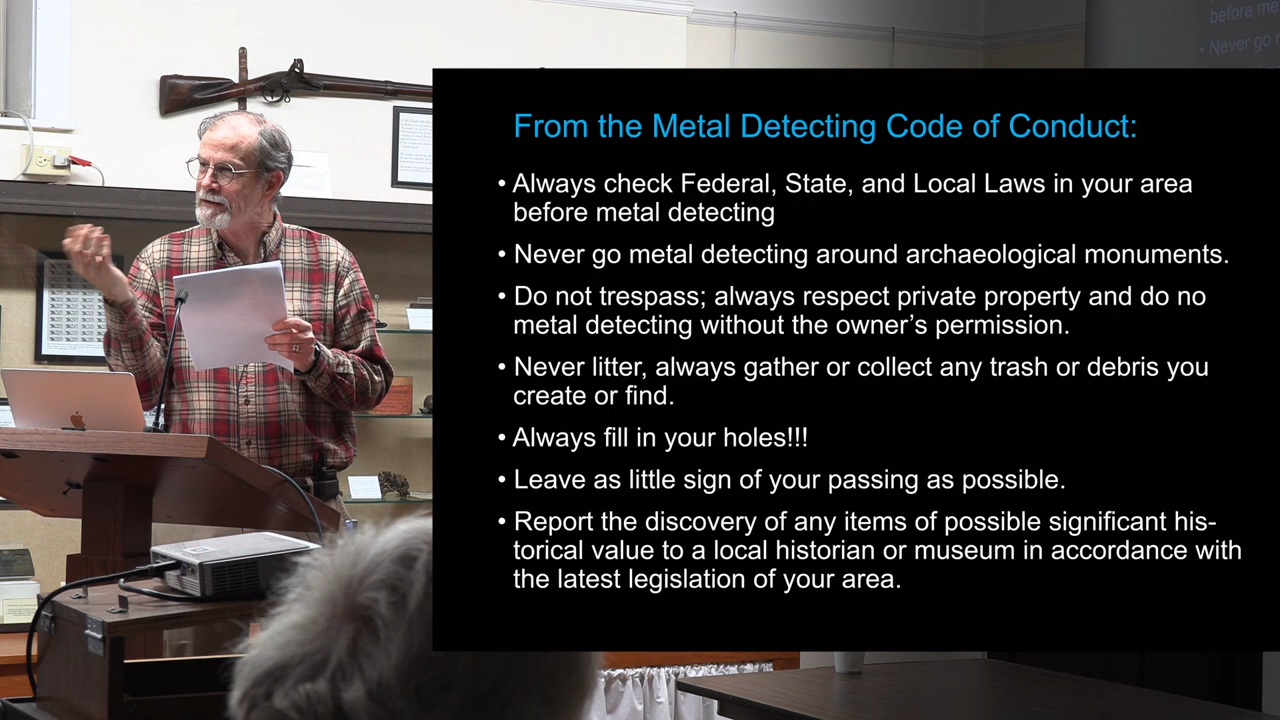 before me
• Never go
From the Metal Detecting Code of Conduct:
• Always check Federal, State, and Local Laws in your area
before metal detecting
• Never go metal detecting around archaeological monuments.
• Do not trespass; always respect private property and do no
metal detecting without the owner’s permission.
• Never litter, always gather or collect any trash or debris you
create or find.
• Always fill in your holes!!!
• Leave as little sign of your passing as possible.
• Report the discovery of any items of possible significant his-
torical value to a local historian or museum in accordance with
the latest legislation of your area.